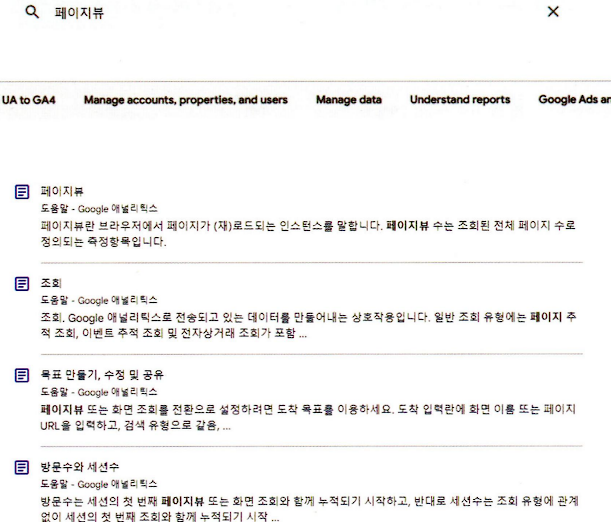 페이지뷰
UA to GA4 Manage accounts, properties, and users Manage data Understand reports Google Ads an
페이지뷰
도움말 - Google 애널리틱스
페이지뷰란 브라우저에서 페이지가 (재)로드되는 인스턴스를 말합니다. 페이지뷰 수는 조회된 전체 페이지 수로
정의되는 측정항목입니다.
조회
도움말 - Google 애널리틱스
조회. Google 애널리틱스로 전송되고 있는 데이터를 만들어내는 상호작용입니다. 일반 조회 유형에는 페이지 추
적 조회, 이벤트 추적 조회 및 전자상거래 조회가 포함 ...
목표 만들기, 수정 및 공유
도움말 - Google 애널리틱스
페이지뷰 또는 화면 조회를 전환으로 설정하려면 도착 목표를 이용하세요. 도착 입력란에 화면 이름 또는 페이지
URL을 입력하고, 검색 유형으로 같음, ...
방문수와 세션수
도움말 - Google 애널리틱스
방문수는 세션의 첫 번째 페이지뷰 또는 화면 조회와 함께 누적되기 시작하고, 반대로 세션수는 조회 유형에 관계
없이 세션의 첫 번째 조회와 함께 누적되기 시작 ...